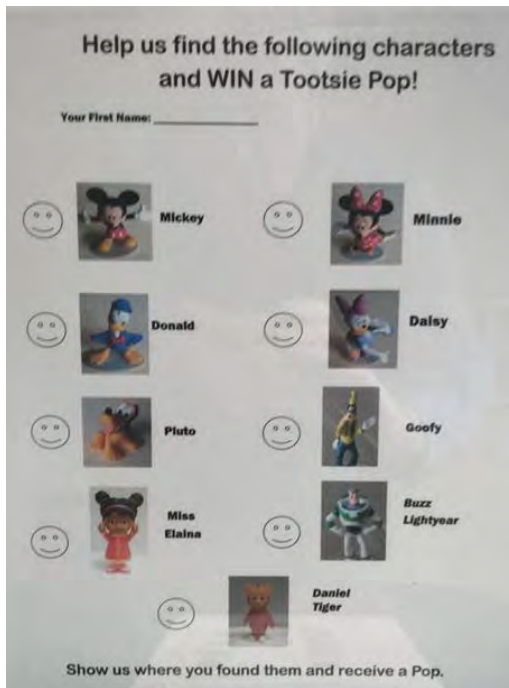 Help us find the following characters
and WIN a Tootsie Pop!
Your First Name:
Mickey
Minnie
Donald
Daisy
Pluto
Goofy
Miss
Elaina
Buzz
Lightyear
Daniel
Tiger
Show us where you found them and receive a Pop.